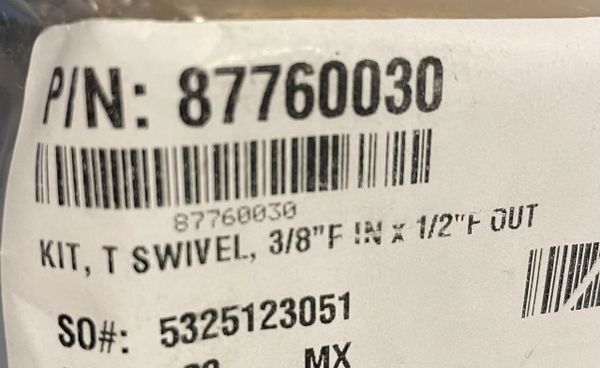 P/N: 87760030
87760030
KIT, T SWIVEL, 3/8"F IN x 1/2"F OUT
SO#: 5325123051
MX